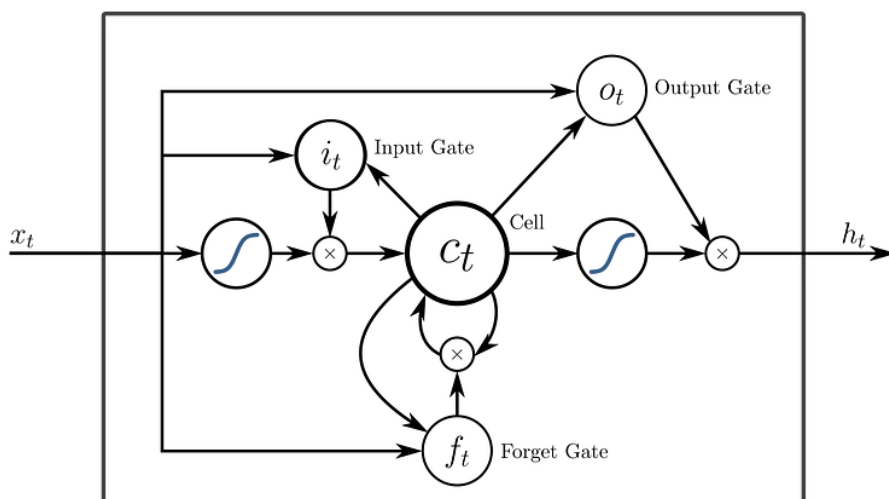 o_t Output Gate
i_t Input Gate
x_t
×
c_t Cell
×
h_t
×
f_t Forget Gate